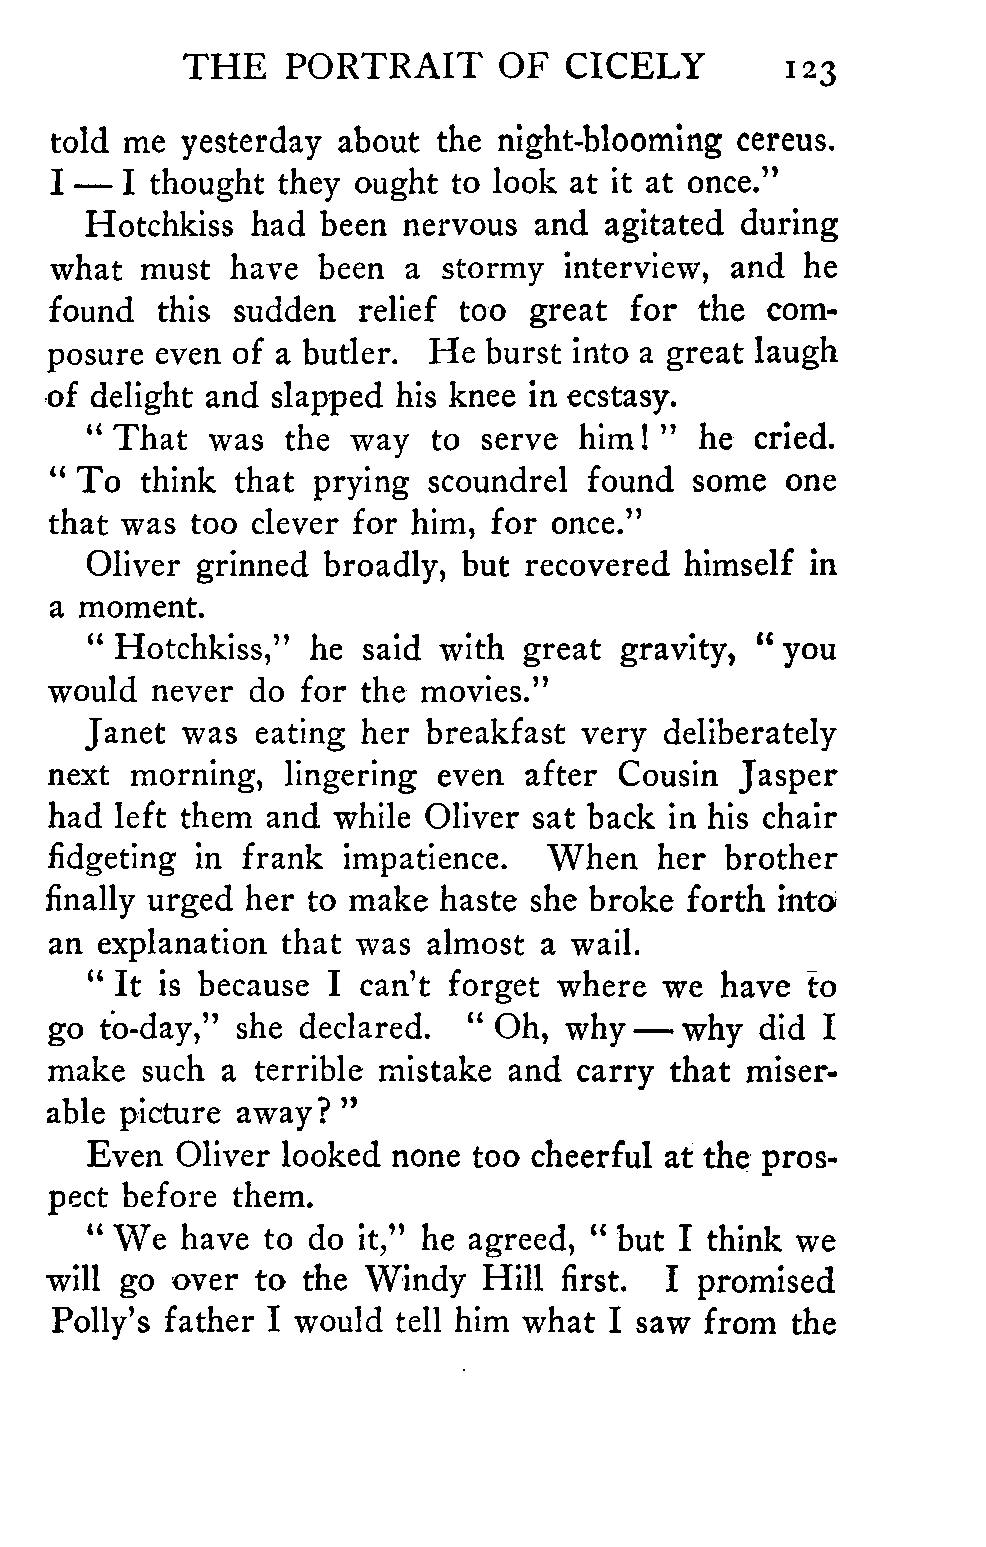 THE PORTRAIT OF CICELY 123
told me yesterday about the night-blooming cereus.
I — I thought they ought to look at it at once."
Hotchkiss had been nervous and agitated during
what must have been a stormy interview, and he
found this sudden relief too great for the com-
posure even of a butler. He burst into a great laugh
of delight and slapped his knee in ecstasy.
" That was the way to serve him! " he cried.
" To think that prying scoundrel found some one
that was too clever for him, for once."
Oliver grinned broadly, but recovered himself in
a moment.
" Hotchkiss," he said with great gravity, " you
would never do for the movies."
Janet was eating her breakfast very deliberately
next morning, lingering even after Cousin Jasper
had left them and while Oliver sat back in his chair
fidgeting in frank impatience. When her brother
finally urged her to make haste she broke forth into
an explanation that was almost a wail.
" It is because I can't forget where we have to
go to-day," she declared. " Oh, why — why did I
make such a terrible mistake and carry that miser-
able picture away? "
Even Oliver looked none too cheerful at the pros-
pect before them.
" We have to do it," he agreed, " but I think we
will go over to the Windy Hill first. I promised
Polly's father I would tell him what I saw from the